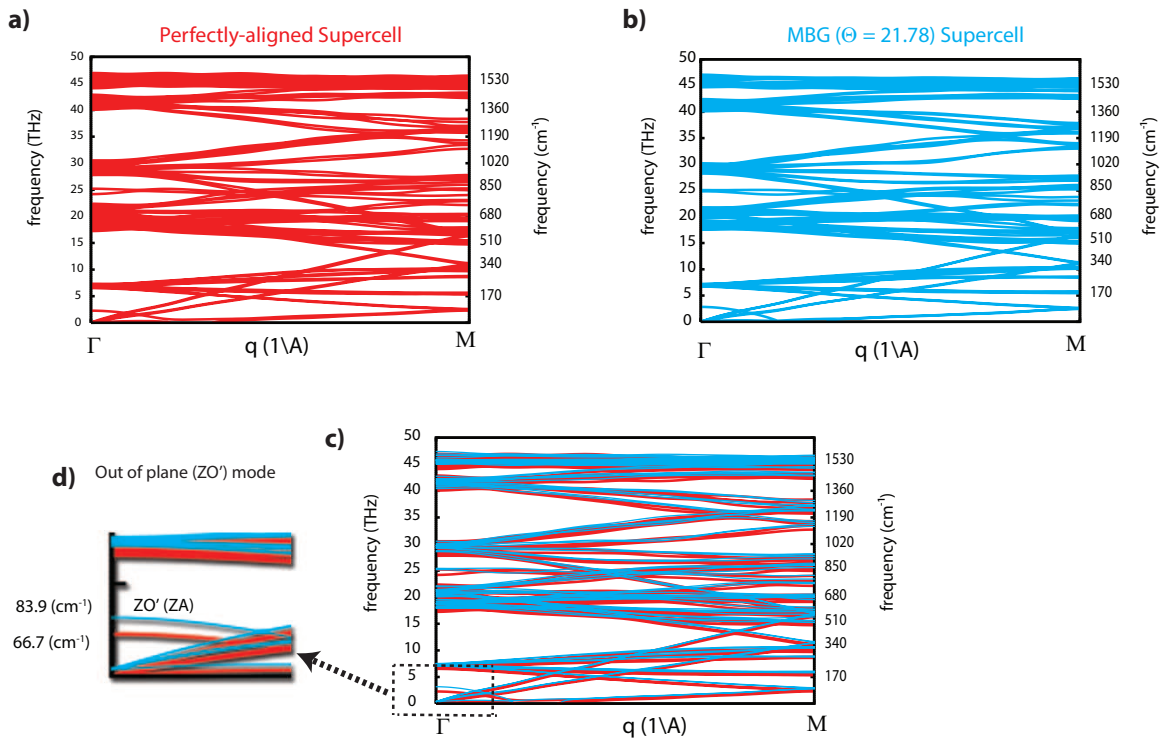 a)
Perfectly-aligned Supercell
50
45
40
35
30
25
20
15
10
5
0
frequency (THz)
1530
1360
1190
1020
850
680
510
340
170
frequency (cm-1)
Γ
q (1\A)
M
b)
MBG (Θ = 21.78) Supercell
50
45
40
35
30
25
20
15
10
5
0
frequency (THz)
1530
1360
1190
1020
850
680
510
340
170
frequency (cm-1)
Γ
q (1\A)
M
c)
50
45
40
35
30
25
20
15
10
5
0
frequency (THz)
1530
1360
1190
1020
850
680
510
340
170
frequency (cm-1)
Γ
q (1\A)
M
d)
Out of plane (ZO') mode
83.9 (cm-1)
ZO' (ZA)
66.7 (cm-1)